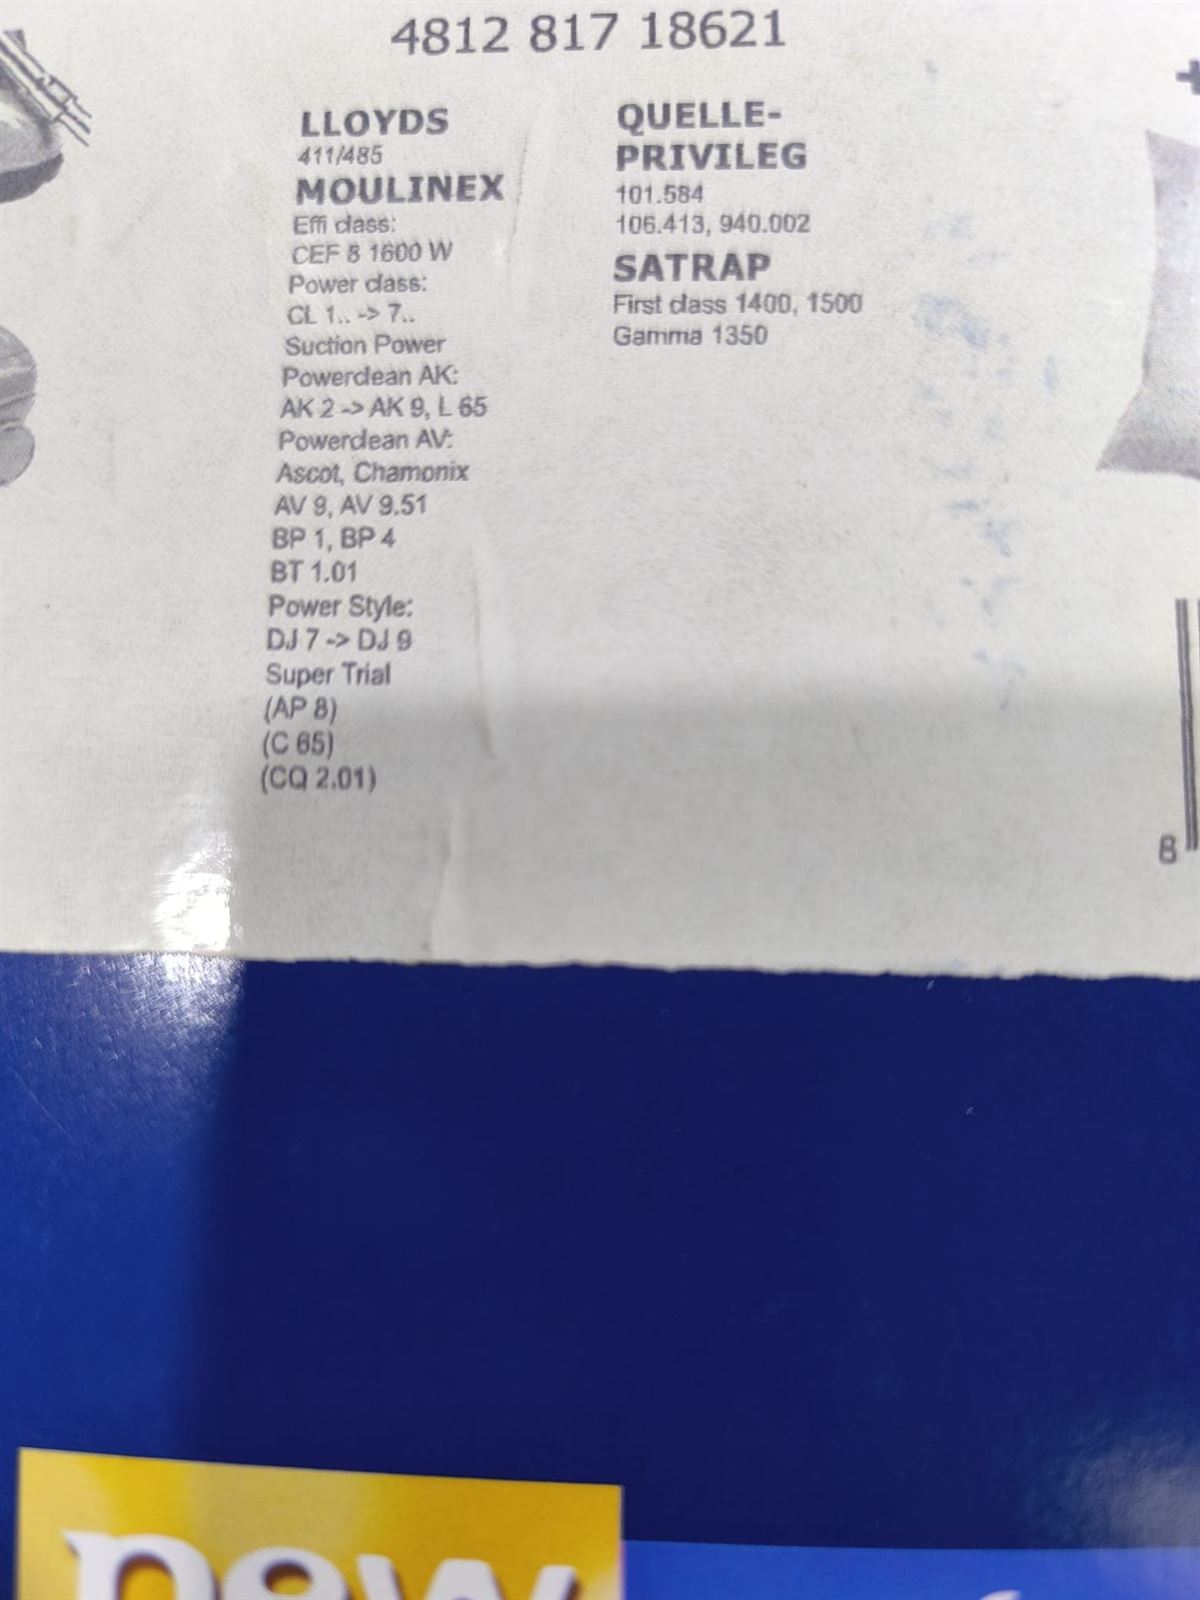 4812 817 18621
LLOYDS
411/485
MOULINEX
Effi class:
CEF 8 1600 W
Power class:
CL 1.. -> 7..
Suction Power
Powerclean AK:
AK 2 -> AK 9, L 65
Powerclean AV:
Ascot, Chamonix
AV 9, AV 9.51
BP 1, BP 4
BT 1.01
Power Style:
DJ 7 -> DJ 9
Super Trial
(AP 8)
(C 65)
(CQ 2.01)
QUELLE-
PRIVILEG
101.584
106.413, 940.002
SATRAP
First class 1400, 1500
Gamma 1350
+
8
new